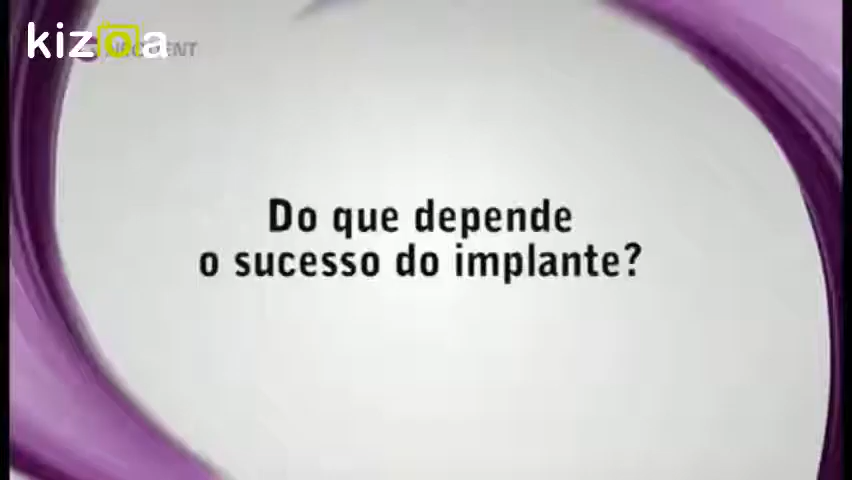 kizoa
Do que depende
o sucesso do implante?